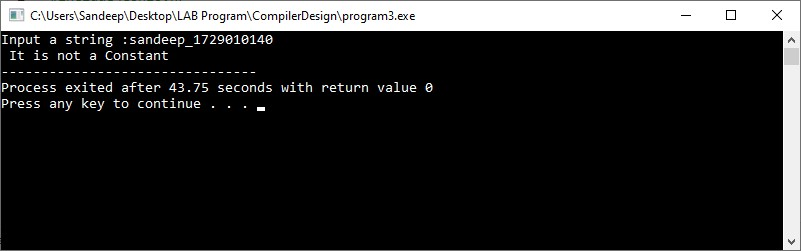 C:\Users\Sandeep\Desktop\LAB Program\CompilerDesign\program3.exe
Input a string :sandeep_1729010140
 It is not a Constant
--------------------------------
Process exited after 43.75 seconds with return value 0
Press any key to continue . . .